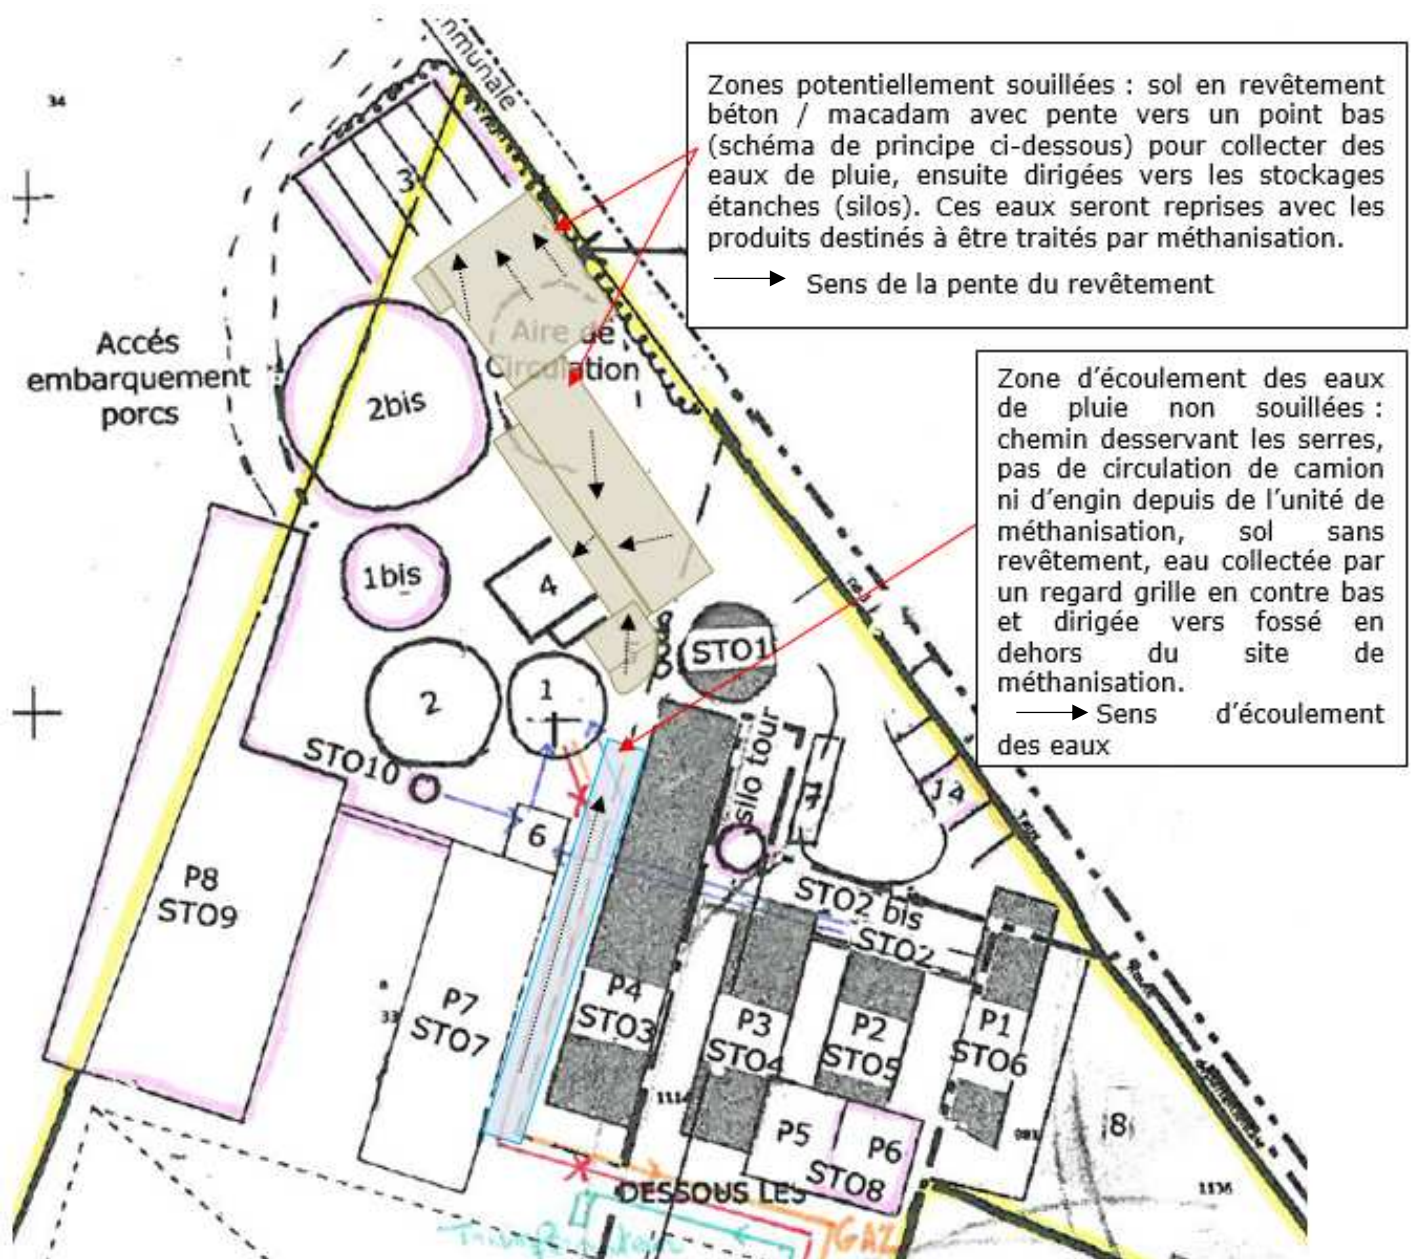 mmunale
34
Zones potentiellement souillées : sol en revêtement
béton / macadam avec pente vers un point bas
(schéma de principe ci-dessous) pour collecter des
eaux de pluie, ensuite dirigées vers les stockages
étanches (silos). Ces eaux seront reprises avec les
produits destinés à être traités par méthanisation.
Sens de la pente du revêtement
3
Accés
embarquement
porcs
Aire de
Circulation
2bis
Zone d'écoulement des eaux
de pluie non souillées :
chemin desservant les serres,
pas de circulation de camion
ni d'engin depuis de l'unité de
méthanisation, sol sans
revêtement, eau collectée par
un regard grille en contre bas
et dirigée vers fossé en
dehors du site de
méthanisation.
Sens d'écoulement
des eaux
1bis
4
STO1
2
1
STO10
silo tour
7
14
6
P8
STO9
STO2 bis
STO2
P7
STO7
33
P4
STO3
P3
STO4
P2
STO5
P1
STO6
1114
981
8
P5
P6
STO8
1136
DESSOUS LES
GAZ